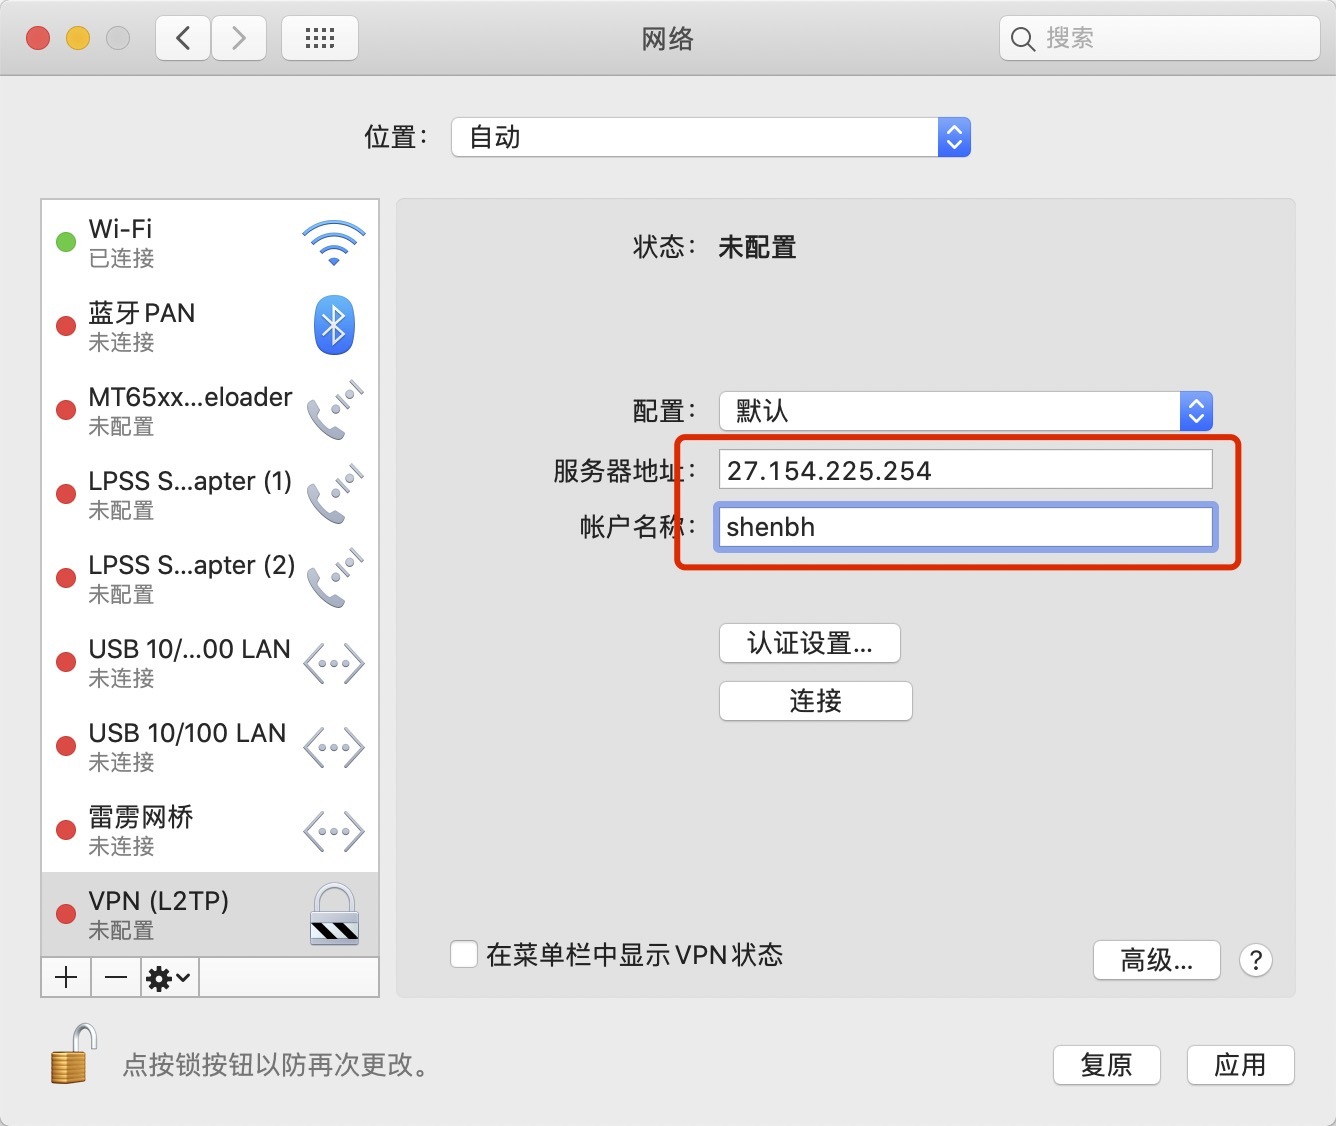 网络
搜索
位置：
自动
Wi-Fi
已连接
蓝牙PAN
未连接
MT65xx...eloader
未配置
LPSS S...apter (1)
未配置
LPSS S...apter (2)
未配置
USB 10/...00 LAN
未连接
USB 10/100 LAN
未连接
雷雳网桥
未连接
VPN (L2TP)
未配置
状态： 未配置
配置： 默认
服务器地址： 27.154.225.254
帐户名称： shenbh
认证设置...
连接
在菜单栏中显示VPN状态
高级...
?
点按锁按钮以防再次更改。
复原
应用